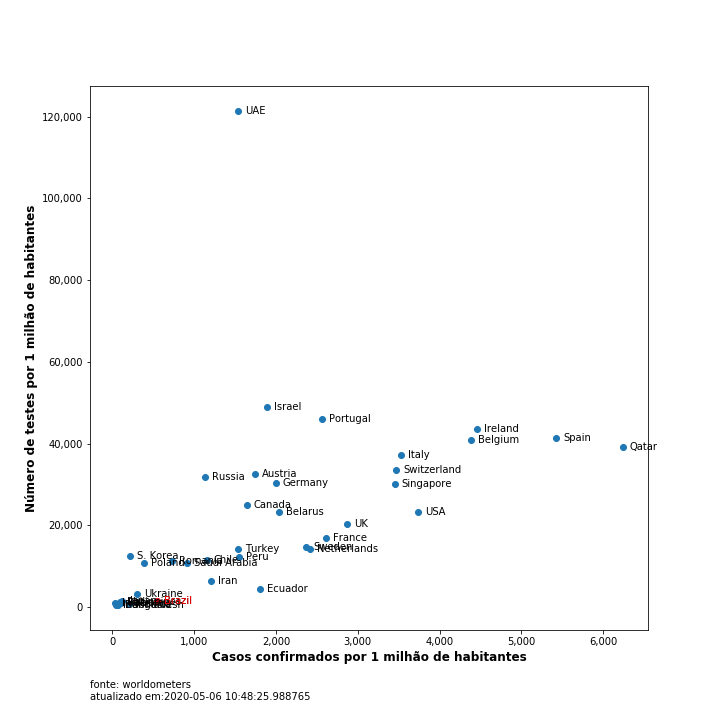 120,000
UAE
100,000
80,000
60,000
Israel
Portugal
Ireland
40,000
Belgium
Spain
Qatar
Italy
Switzerland
Russia
Austria
Germany
Singapore
Canada
Belarus
USA
20,000
UK
France
Turkey
Sweden
Netherlands
S. Korea
Peru
Poland
Romania
Chile
Saudi Arabia
Iran
Ecuador
Ukraine
Brazil
0
0
1,000
2,000
3,000
4,000
5,000
6,000
Número de testes por 1 milhão de habitantes
Casos confirmados por 1 milhão de habitantes
fonte: worldometers
atualizado em:2020-05-06 10:48:25.988765